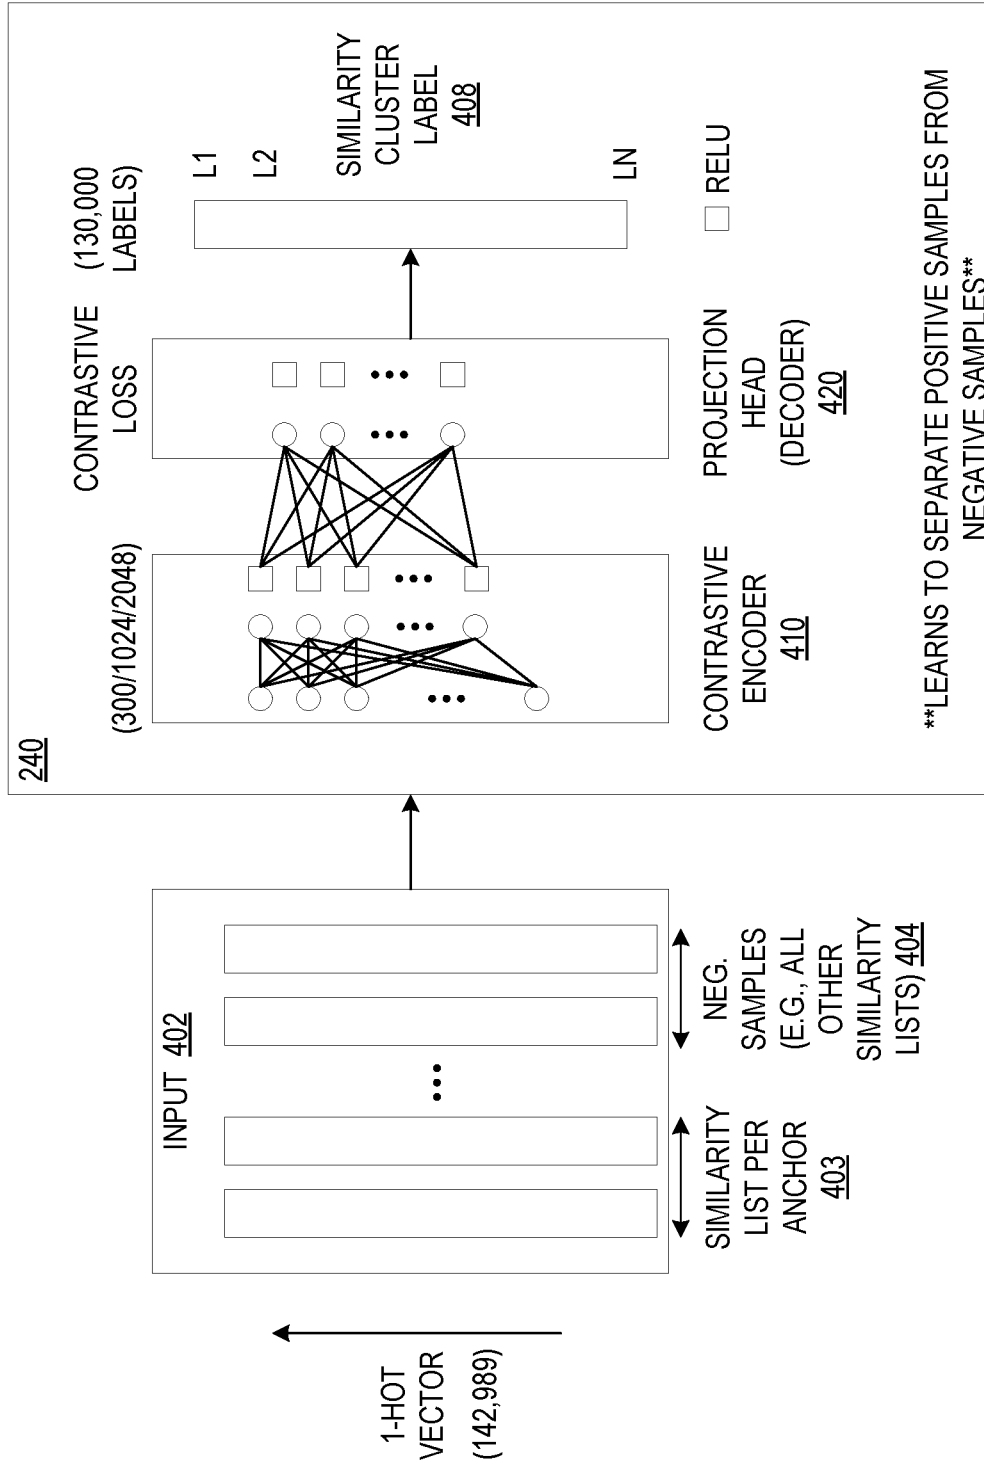 1-HOT
VECTOR
(142,989)
INPUT 402
SIMILARITY
LIST PER
ANCHOR
403
NEG.
SAMPLES
(E.G., ALL
OTHER
SIMILARITY
LISTS) 404
240
(300/1024/2048)
CONTRASTIVE
ENCODER
410
CONTRASTIVE
LOSS
PROJECTION
HEAD
(DECODER)
420
(130,000
LABELS)
L1
L2
LN
SIMILARITY
CLUSTER
LABEL
408
RELU
**LEARNS TO SEPARATE POSITIVE SAMPLES FROM
NEGATIVE SAMPLES**